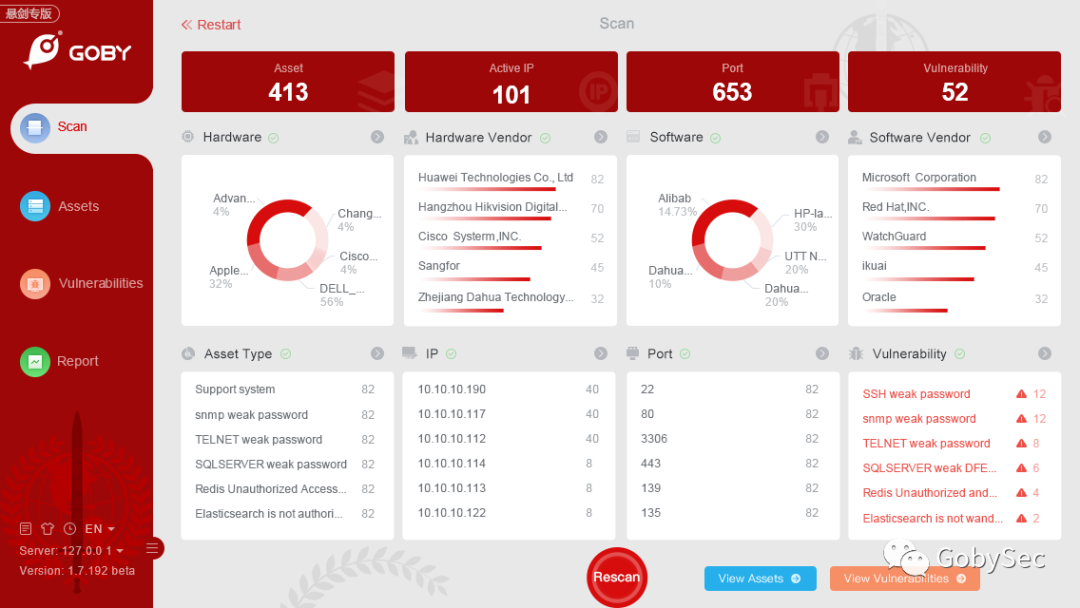 悬剑专版
GOBY
Scan
Assets
Vulnerabilities
Report
EN
Server: 127.0.0 1
Version: 1.7.192 beta
Restart
Scan
Asset
413
Active IP
101
IP
Port
653
Vulnerability
52
Hardware
Advan...
4%
Chang...
4%
Cisco...
4%
Apple...
32%
DELL_...
56%
Hardware Vendor
Huawei Technologies Co., Ltd 82
Hangzhou Hikvision Digital... 70
Cisco Systerm,INC. 52
Sangfor 45
Zhejiang Dahua Technology... 32
Software
Alibab
14.73%
HP-la...
30%
UTT N...
20%
Dahua...
10%
Dahua...
20%
Software Vendor
Microsoft Corporation 82
Red Hat,INC. 70
WatchGuard 52
ikuai 45
Oracle 32
Asset Type
Support system 82
snmp weak password 82
TELNET weak password 82
SQLSERVER weak password 82
Redis Unauthorized Access... 82
Elasticsearch is not authori... 82
IP
10.10.10.190 40
10.10.10.117 40
10.10.10.112 40
10.10.10.114 8
10.10.10.113 8
10.10.10.122 8
Port
22 82
80 82
3306 82
443 82
139 82
135 82
Vulnerability
SSH weak password 12
snmp weak password 12
TELNET weak password 8
SQLSERVER weak DFE... 6
Redis Unauthorized and... 4
Elasticsearch is not wand... 2
Rescan
View Assets
View Vulnerabilities
GobySec